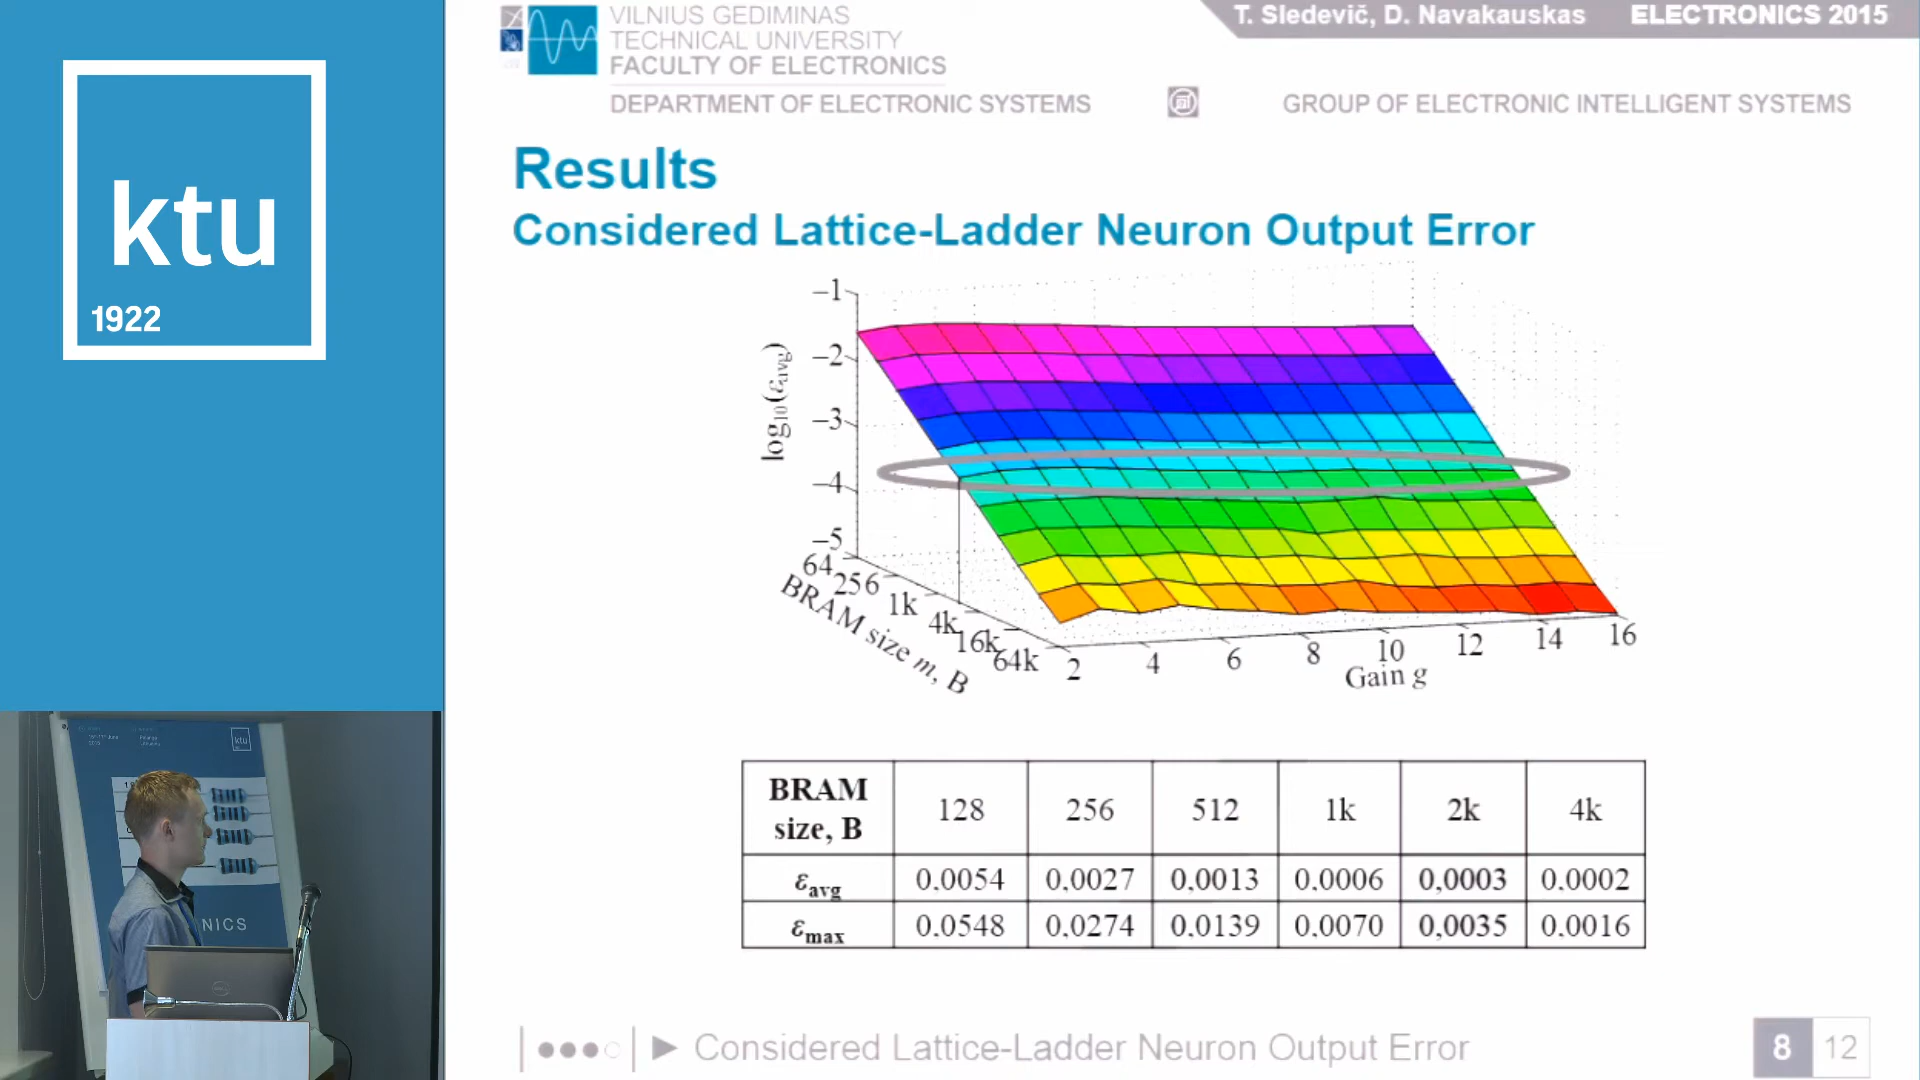 ktu
1922
VILNIUS GEDIMINAS
TECHNICAL UNIVERSITY
FACULTY OF ELECTRONICS
DEPARTMENT OF ELECTRONIC SYSTEMS
GROUP OF ELECTRONIC INTELLIGENT SYSTEMS
T. Sledevič, D. Navakauskas ELECTRONICS 2015
Results
Considered Lattice-Ladder Neuron Output Error
log10(εavg)
–1
–2
–3
–4
–5
64 256 1k 4k 16k 64k
BRAM size m, B
2 4 6 8 10 12 14 16
Gain g
BRAM size, B 128 256 512 1k 2k 4k
εavg 0.0054 0.0027 0.0013 0.0006 0,0003 0.0002
εmax 0.0548 0.0274 0.0139 0.0070 0,0035 0.0016
Considered Lattice-Ladder Neuron Output Error
8 12
ktu
NICS